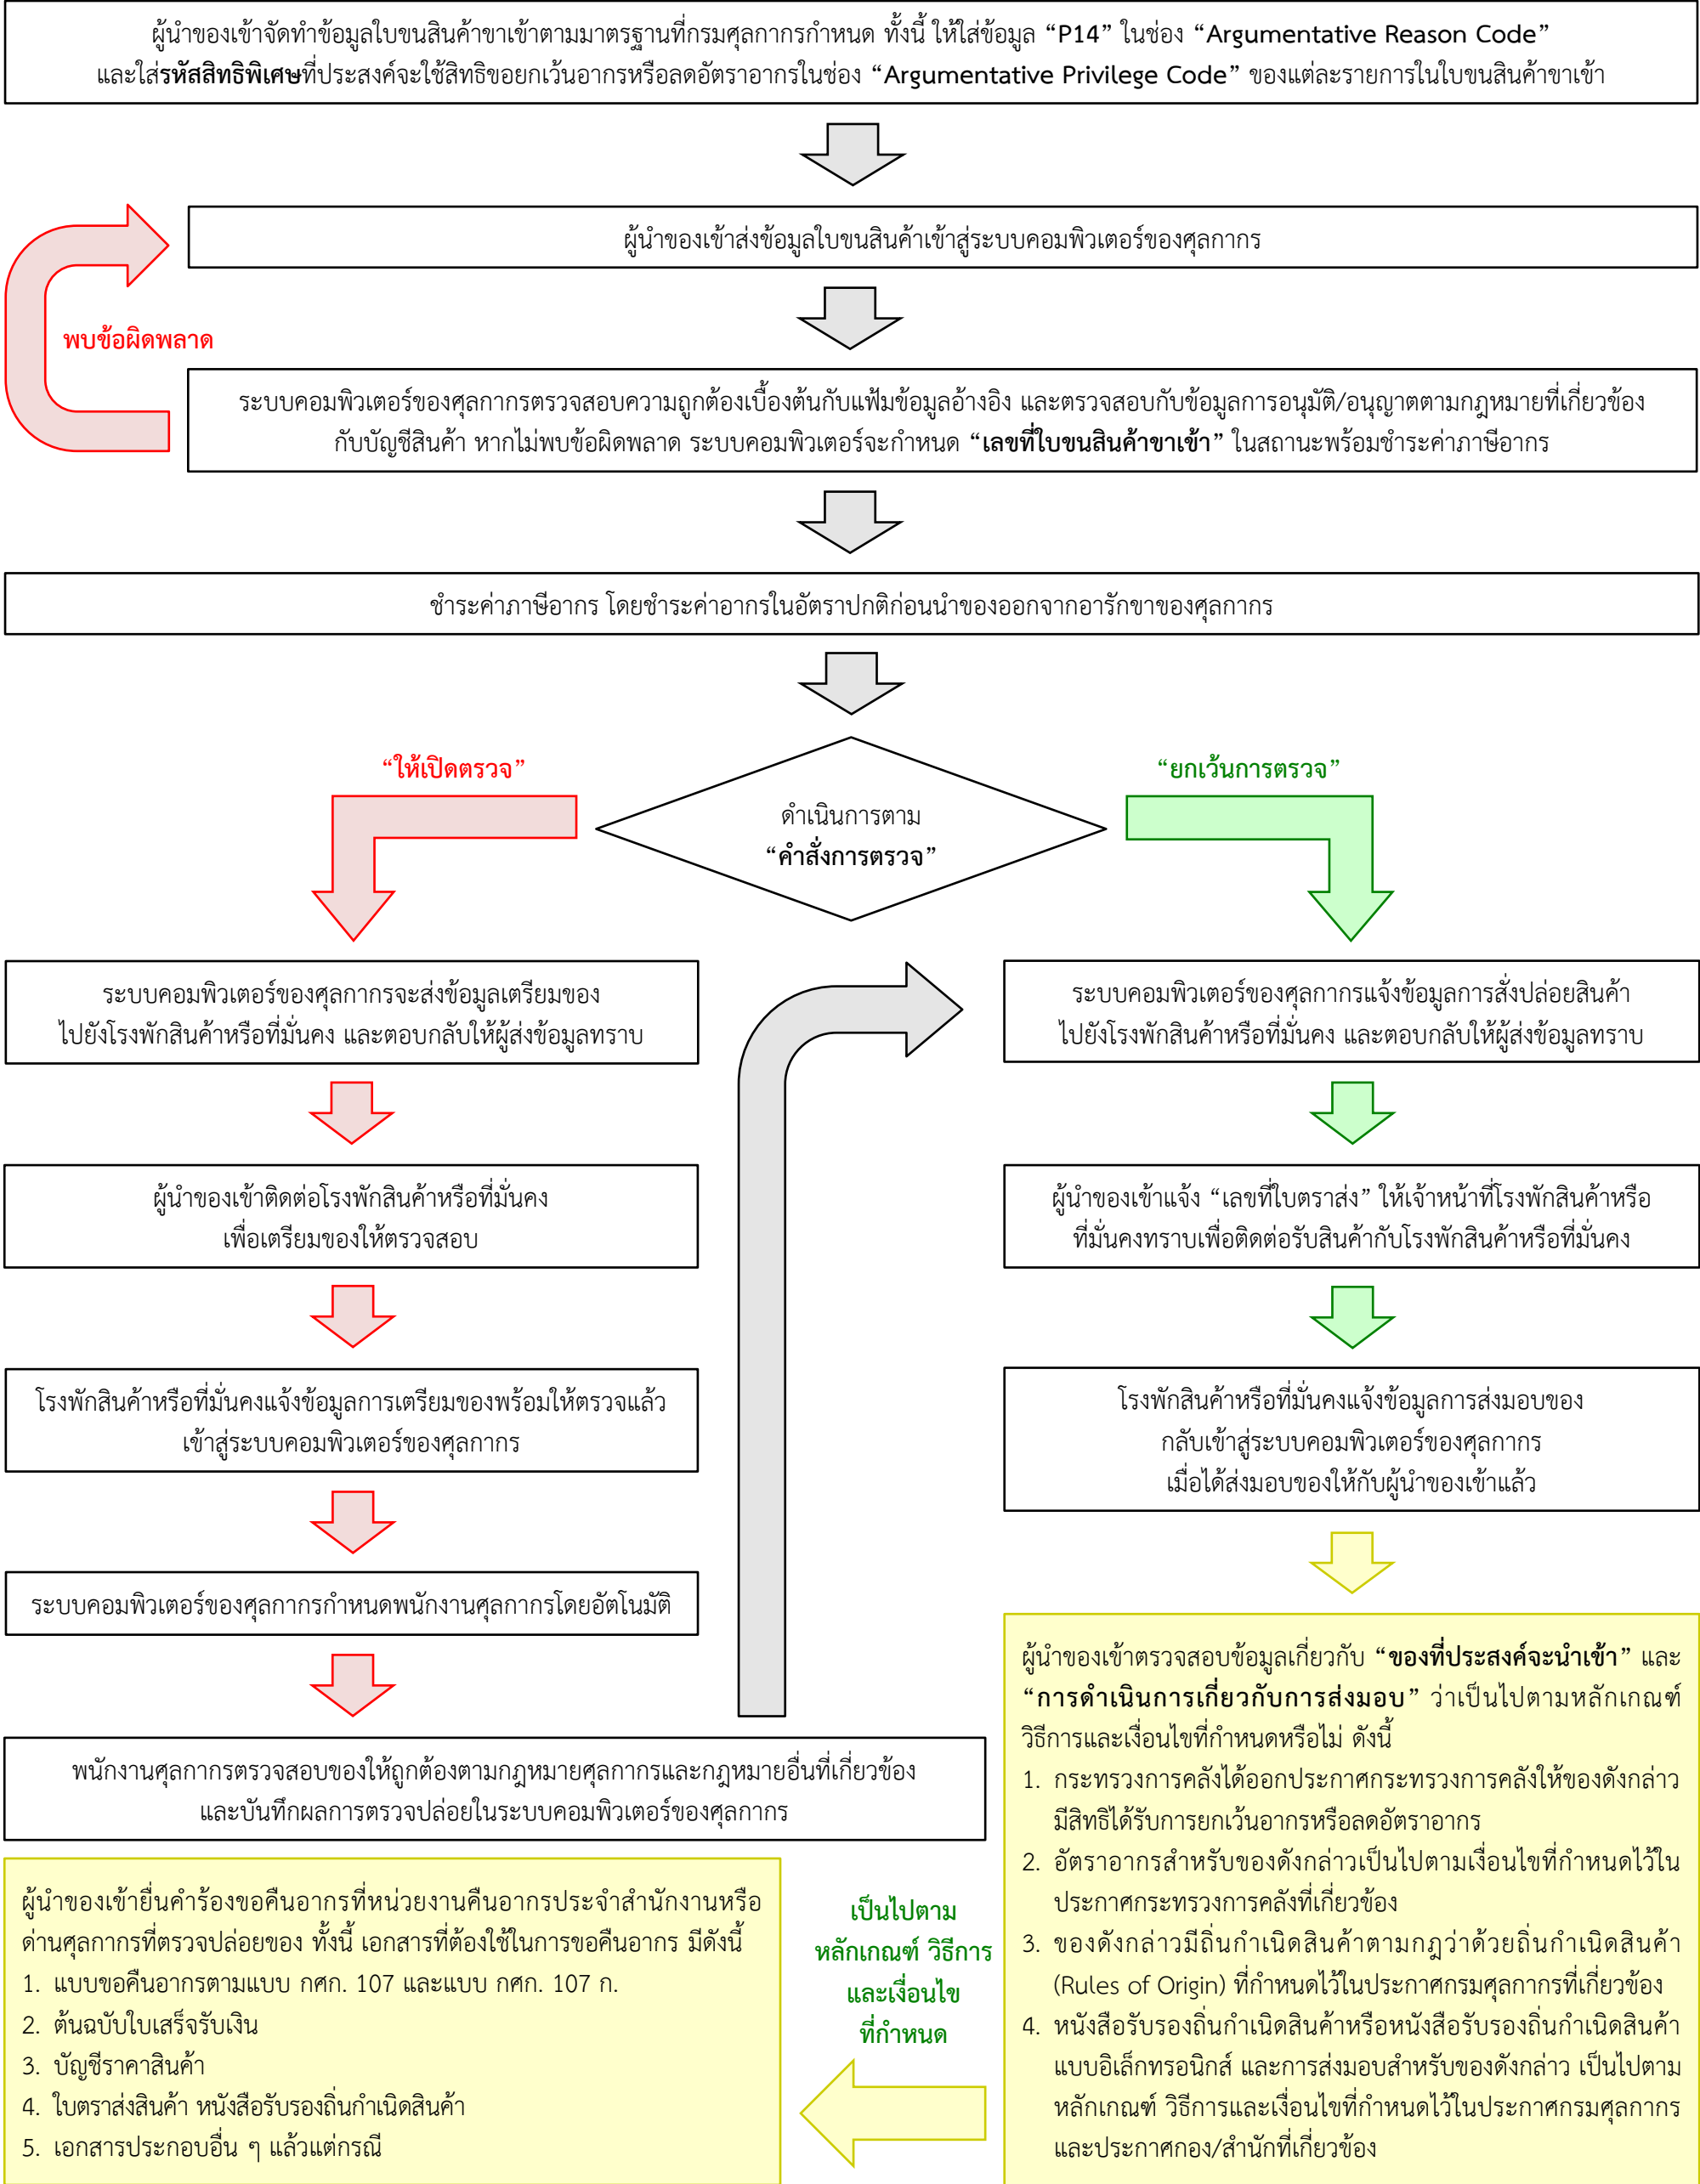 ผู้นำของเข้าจัดทำข้อมูลใบขนสินค้าขาเข้าตามมาตรฐานที่กรมศุลกากรกำหนด ทั้งนี้ ให้ใส่ข้อมูล “P14” ในช่อง “Argumentative Reason Code”
และใส่รหัสสิทธิพิเศษที่ประสงค์จะใช้สิทธิขอยกเว้นอากรหรือลดอัตราอากรในช่อง “Argumentative Privilege Code” ของแต่ละรายการในใบขนสินค้าขาเข้า
ผู้นำของเข้าส่งข้อมูลใบขนสินค้าเข้าสู่ระบบคอมพิวเตอร์ของศุลกากร
พบข้อผิดพลาด
ระบบคอมพิวเตอร์ของศุลกากรตรวจสอบความถูกต้องเบื้องต้นกับแฟ้มข้อมูลอ้างอิง และตรวจสอบกับข้อมูลการอนุมัติ/อนุญาตตามกฎหมายที่เกี่ยวข้อง
กับบัญชีสินค้า หากไม่พบข้อผิดพลาด ระบบคอมพิวเตอร์จะกำหนด “เลขที่ใบขนสินค้าขาเข้า” ในสถานะพร้อมชำระค่าภาษีอากร
ชำระค่าภาษีอากร โดยชำระค่าอากรในอัตราปกติก่อนนำของออกจากอารักขาของศุลกากร
“ให้เปิดตรวจ”
“ยกเว้นการตรวจ”
ดำเนินการตาม
“คำสั่งการตรวจ”
ระบบคอมพิวเตอร์ของศุลกากรจะส่งข้อมูลเตรียมของ
ไปยังโรงพักสินค้าหรือที่มั่นคง และตอบกลับให้ผู้ส่งข้อมูลทราบ
ผู้นำของเข้าติดต่อโรงพักสินค้าหรือที่มั่นคง
เพื่อเตรียมของให้ตรวจสอบ
โรงพักสินค้าหรือที่มั่นคงแจ้งข้อมูลการเตรียมของพร้อมให้ตรวจแล้ว
เข้าสู่ระบบคอมพิวเตอร์ของศุลกากร
ระบบคอมพิวเตอร์ของศุลกากรกำหนดพนักงานศุลกากรโดยอัตโนมัติ
พนักงานศุลกากรตรวจสอบของให้ถูกต้องตามกฎหมายศุลกากรและกฎหมายอื่นที่เกี่ยวข้อง
และบันทึกผลการตรวจปล่อยในระบบคอมพิวเตอร์ของศุลกากร
ระบบคอมพิวเตอร์ของศุลกากรแจ้งข้อมูลการสั่งปล่อยสินค้า
ไปยังโรงพักสินค้าหรือที่มั่นคง และตอบกลับให้ผู้ส่งข้อมูลทราบ
ผู้นำของเข้าแจ้ง “เลขที่ใบตราส่ง” ให้เจ้าหน้าที่โรงพักสินค้าหรือ
ที่มั่นคงทราบเพื่อติดต่อรับสินค้ากับโรงพักสินค้าหรือที่มั่นคง
โรงพักสินค้าหรือที่มั่นคงแจ้งข้อมูลการส่งมอบของ
กลับเข้าสู่ระบบคอมพิวเตอร์ของศุลกากร
เมื่อได้ส่งมอบของให้กับผู้นำของเข้าแล้ว
ผู้นำของเข้าตรวจสอบข้อมูลเกี่ยวกับ “ของที่ประสงค์จะนำเข้า” และ
“การดำเนินการเกี่ยวกับการส่งมอบ” ว่าเป็นไปตามหลักเกณฑ์
วิธีการและเงื่อนไขที่กำหนดหรือไม่ ดังนี้
1. กระทรวงการคลังได้ออกประกาศกระทรวงการคลังให้ของดังกล่าว
มีสิทธิได้รับการยกเว้นอากรหรือลดอัตราอากร
2. อัตราอากรสำหรับของดังกล่าวเป็นไปตามเงื่อนไขที่กำหนดไว้ใน
ประกาศกระทรวงการคลังที่เกี่ยวข้อง
3. ของดังกล่าวมีถิ่นกำเนิดสินค้าตามกฎว่าด้วยถิ่นกำเนิดสินค้า
(Rules of Origin) ที่กำหนดไว้ในประกาศกรมศุลกากรที่เกี่ยวข้อง
4. หนังสือรับรองถิ่นกำเนิดสินค้าหรือหนังสือรับรองถิ่นกำเนิดสินค้า
แบบอิเล็กทรอนิกส์ และการส่งมอบสำหรับของดังกล่าว เป็นไปตาม
หลักเกณฑ์ วิธีการและเงื่อนไขที่กำหนดไว้ในประกาศกรมศุลกากร
และประกาศกอง/สำนักที่เกี่ยวข้อง
เป็นไปตาม
หลักเกณฑ์ วิธีการ
และเงื่อนไข
ที่กำหนด
ผู้นำของเข้ายื่นคำร้องขอคืนอากรที่หน่วยงานคืนอากรประจำสำนักงานหรือ
ด่านศุลกากรที่ตรวจปล่อยของ ทั้งนี้ เอกสารที่ต้องใช้ในการขอคืนอากร มีดังนี้
1. แบบขอคืนอากรตามแบบ กศก. 107 และแบบ กศก. 107 ก.
2. ต้นฉบับใบเสร็จรับเงิน
3. บัญชีราคาสินค้า
4. ใบตราส่งสินค้า หนังสือรับรองถิ่นกำเนิดสินค้า
5. เอกสารประกอบอื่น ๆ แล้วแต่กรณี